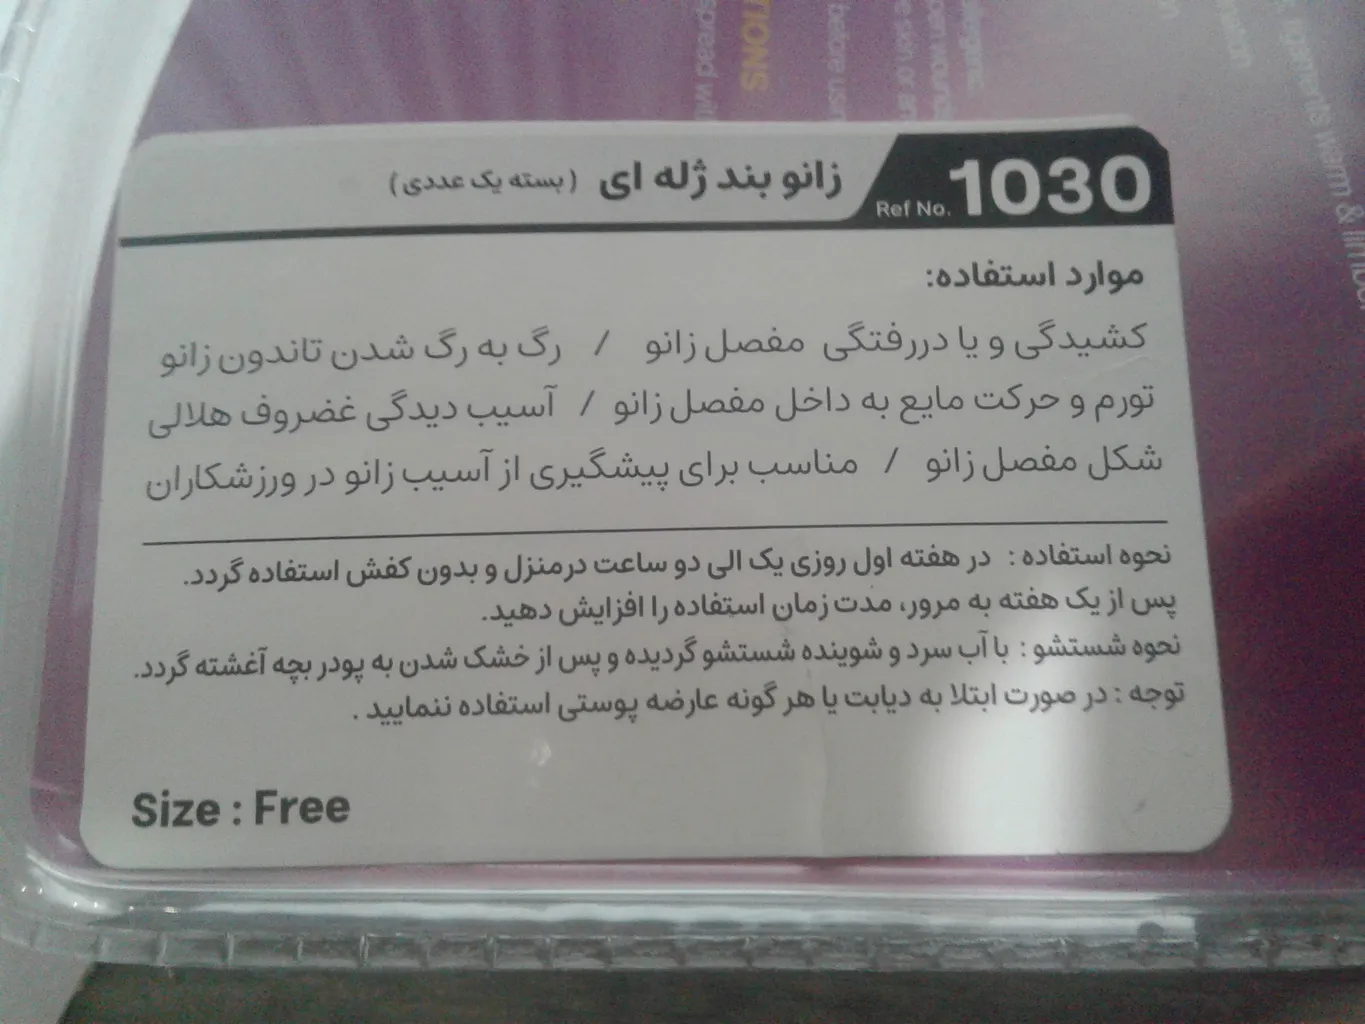 1030 Ref No. زانو بند ژله ای (بسته یک عددی)
موارد استفاده:
کشیدگی و یا دررفتگی مفصل زانو / رگ به رگ شدن تاندون زانو
تورم و حرکت مایع به داخل مفصل زانو / آسیب دیدگی غضروف هلالی
شکل مفصل زانو / مناسب برای پیشگیری از آسیب زانو در ورزشکاران
نحوه استفاده : در هفته اول روزی یک الی دو ساعت درمنزل و بدون کفش استفاده گردد.
پس از یک هفته به مرور، مدت زمان استفاده را افزایش دهید.
نحوه شستشو : با آب سرد و شوینده شستشو گردیده و پس از خشک شدن به پودر بچه آغشته گردد.
توجه : در صورت ابتلا به دیابت یا هر گونه عارضه پوستی استفاده ننمایید .
Size : Free
TIONS
spread
before
ligaments warm &